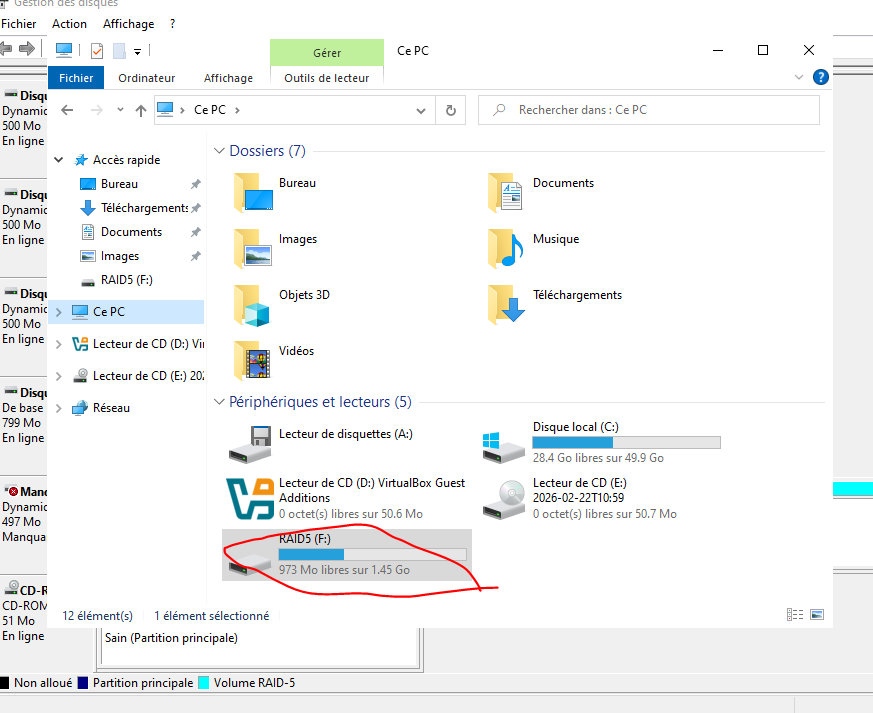 Gestion des disques
Fichier Action Affichage ?
Gérer
Ce PC
Fichier Ordinateur Affichage Outils de lecteur
Ce PC
Rechercher dans : Ce PC
Disq
Dynamic
500 Mo
En ligne
Disq
Dynamic
500 Mo
En ligne
Disq
Dynamic
500 Mo
En ligne
Disq
De base
799 Mo
En ligne
Manq
Dynamic
497 Mo
Manqua
CD-R
CD-ROM
51 Mo
En ligne
Accès rapide
Bureau
Téléchargements
Documents
Images
RAID5 (F:)
Ce PC
Lecteur de CD (D:) Vir
Lecteur de CD (E:) 202
Réseau
Dossiers (7)
Bureau
Documents
Images
Musique
Objets 3D
Téléchargements
Vidéos
Périphériques et lecteurs (5)
Lecteur de disquettes (A:)
Disque local (C:)
28.4 Go libres sur 49.9 Go
Lecteur de CD (D:) VirtualBox Guest
Additions
0 octet(s) libres sur 50.6 Mo
Lecteur de CD (E:)
2026-02-22T10:59
0 octet(s) libres sur 50.7 Mo
RAID5 (F:)
973 Mo libres sur 1.45 Go
12 élément(s) 1 élément sélectionné
Sain (Partition principale)
Non alloué Partition principale Volume RAID-5